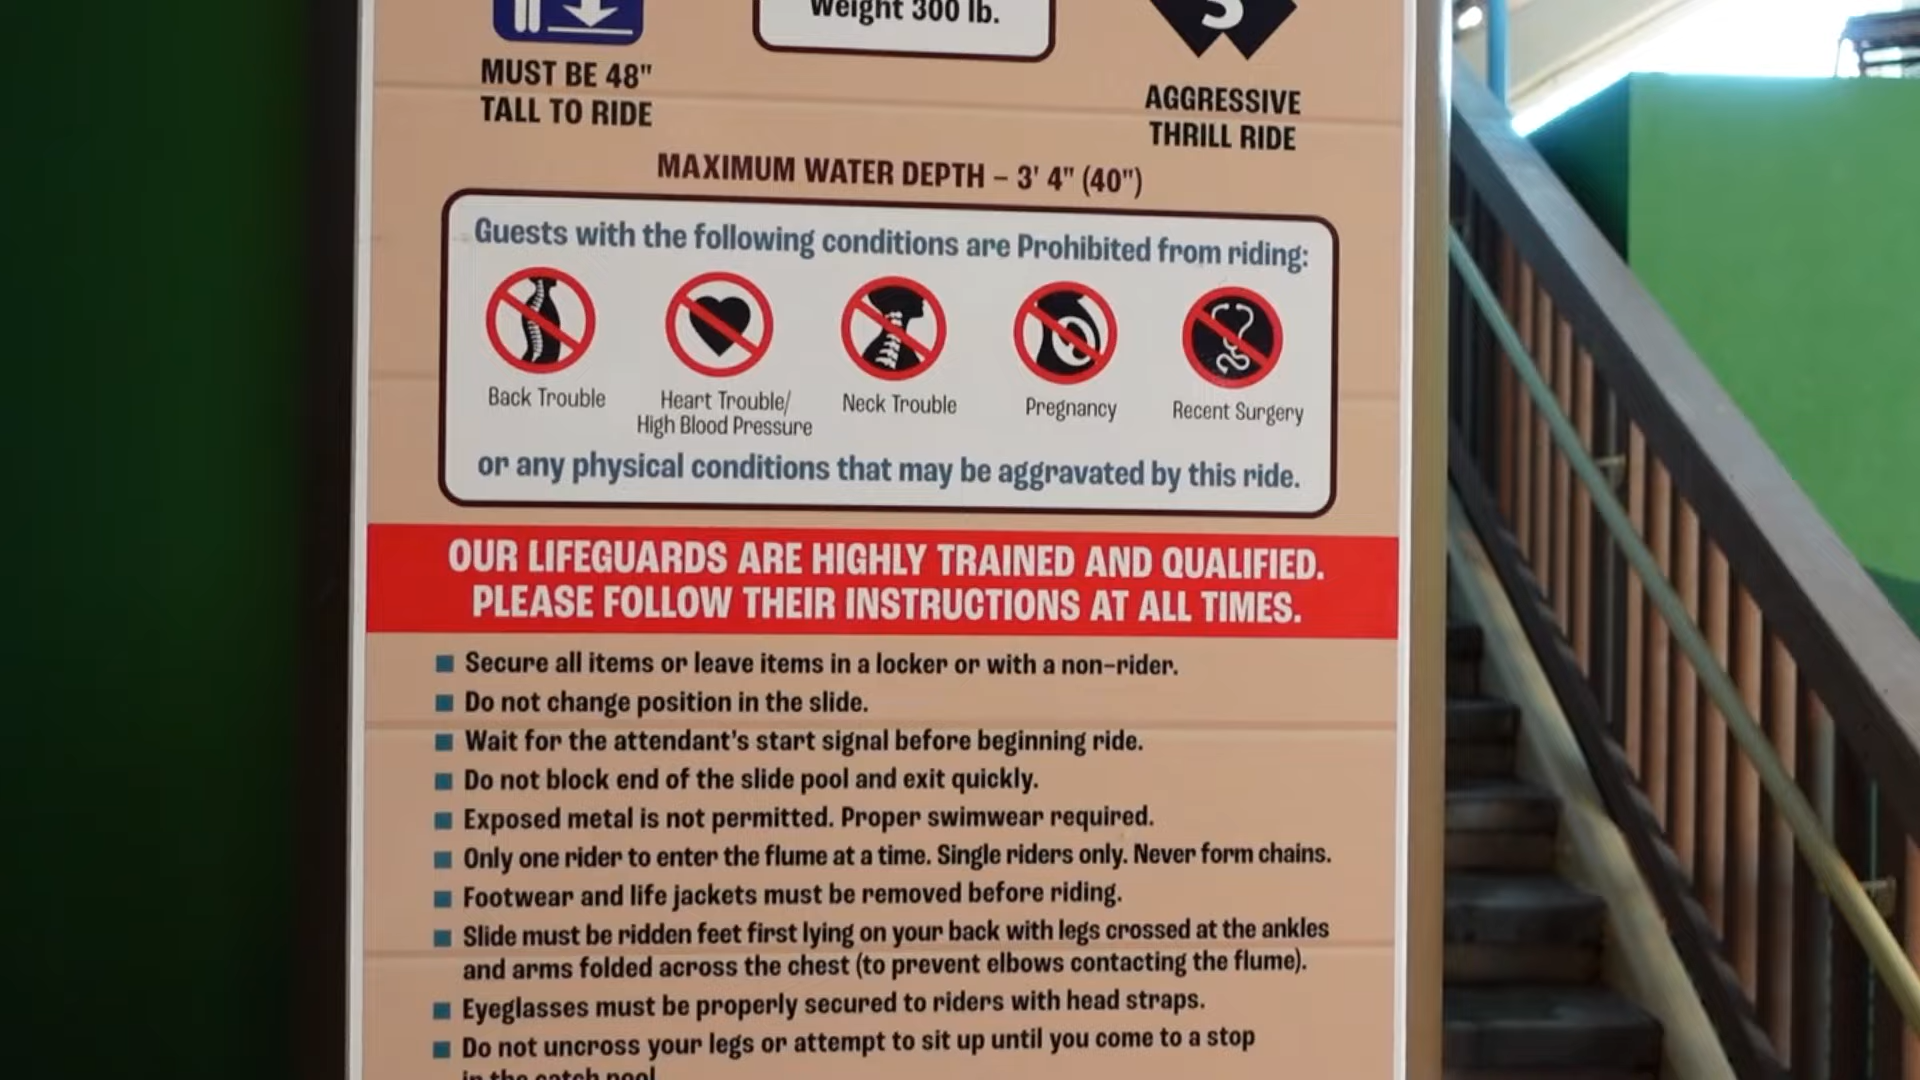 Weight 300 lb.
5
MUST BE 48"
TALL TO RIDE
AGGRESSIVE
THRILL RIDE
MAXIMUM WATER DEPTH – 3' 4" (40")
Guests with the following conditions are Prohibited from riding:
Back Trouble
Heart Trouble/
High Blood Pressure
Neck Trouble
Pregnancy
Recent Surgery
or any physical conditions that may be aggravated by this ride.
OUR LIFEGUARDS ARE HIGHLY TRAINED AND QUALIFIED.
PLEASE FOLLOW THEIR INSTRUCTIONS AT ALL TIMES.
Secure all items or leave items in a locker or with a non-rider.
Do not change position in the slide.
Wait for the attendant's start signal before beginning ride.
Do not block end of the slide pool and exit quickly.
Exposed metal is not permitted. Proper swimwear required.
Only one rider to enter the flume at a time. Single riders only. Never form chains.
Footwear and life jackets must be removed before riding.
Slide must be ridden feet first lying on your back with legs crossed at the ankles
and arms folded across the chest (to prevent elbows contacting the flume).
Eyeglasses must be properly secured to riders with head straps.
Do not uncross your legs or attempt to sit up until you come to a stop
in the catch pool.